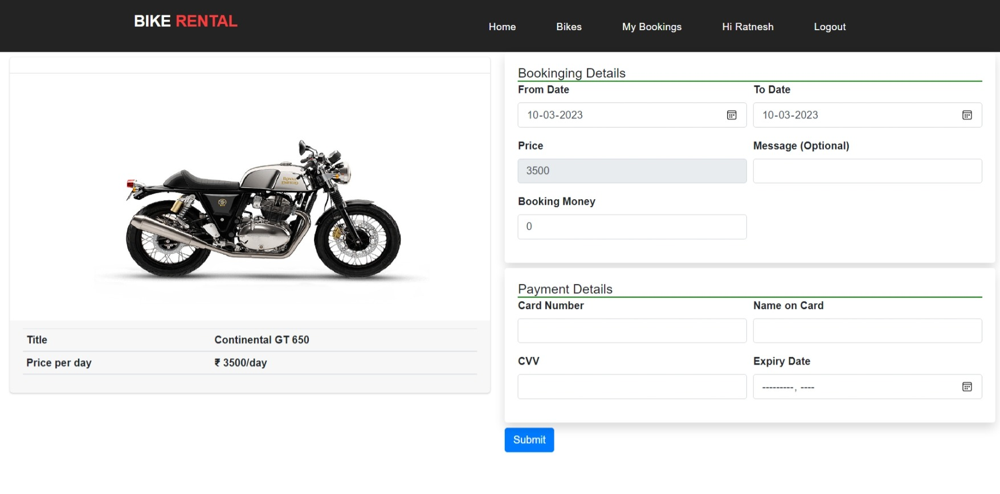 BIKE RENTAL
Home Bikes My Bookings Hi Ratnesh Logout
ROYAL
ENFIELD
Title Continental GT 650
Price per day ₹ 3500/day
Bookinging Details
From Date To Date
10-03-2023 10-03-2023
Price Message (Optional)
3500
Booking Money
0
Payment Details
Card Number Name on Card
CVV Expiry Date
---------, ----
Submit